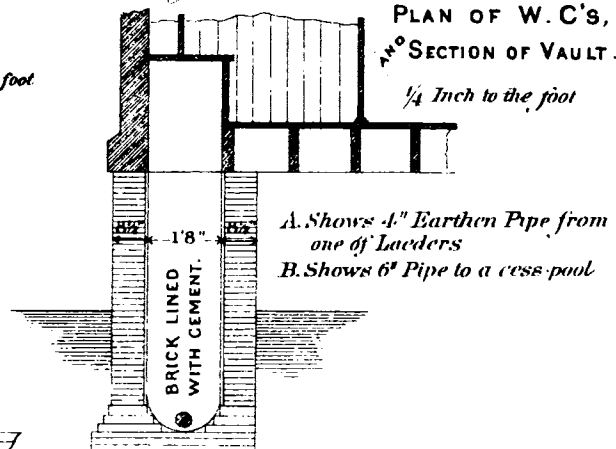 PLAN OF W. C'S,
AND SECTION OF VAULT.
foot
¼ Inch to the foot
8½" 1'8" 8½"
A. Shows 4" Earthen Pipe from
one of Laeders
B. Shows 6" Pipe to a cess-pool
BRICK LINED
WITH CEMENT.